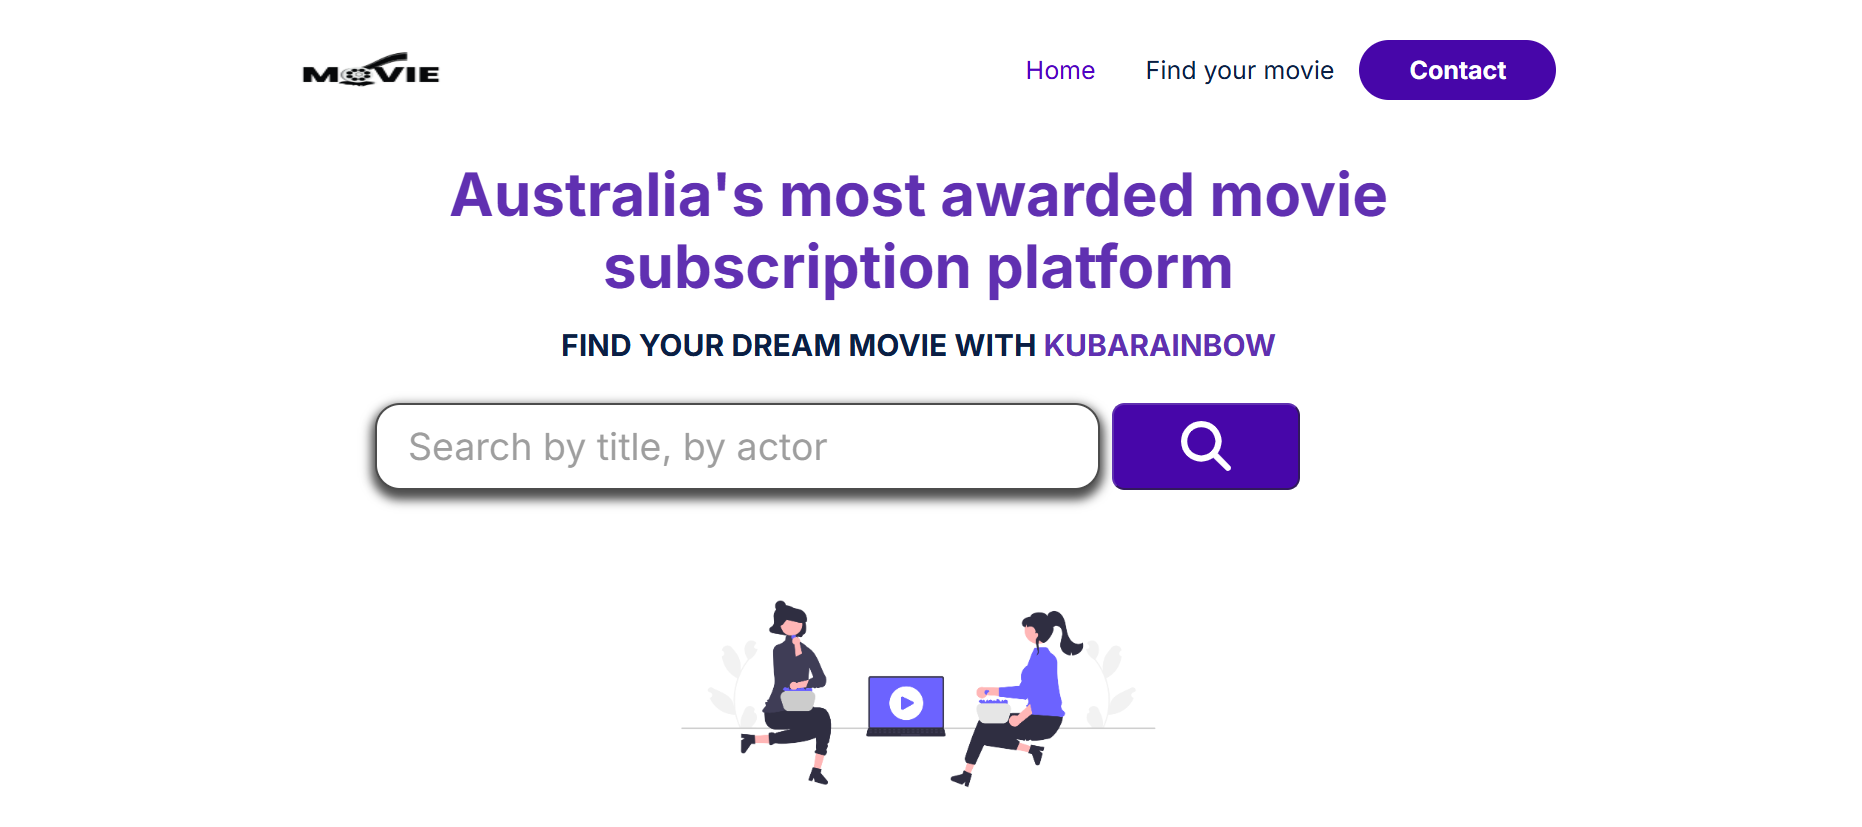 MOVIE
Home
Find your movie
Contact
Australia's most awarded movie
subscription platform
FIND YOUR DREAM MOVIE WITH KUBARAINBOW
Search by title, by actor